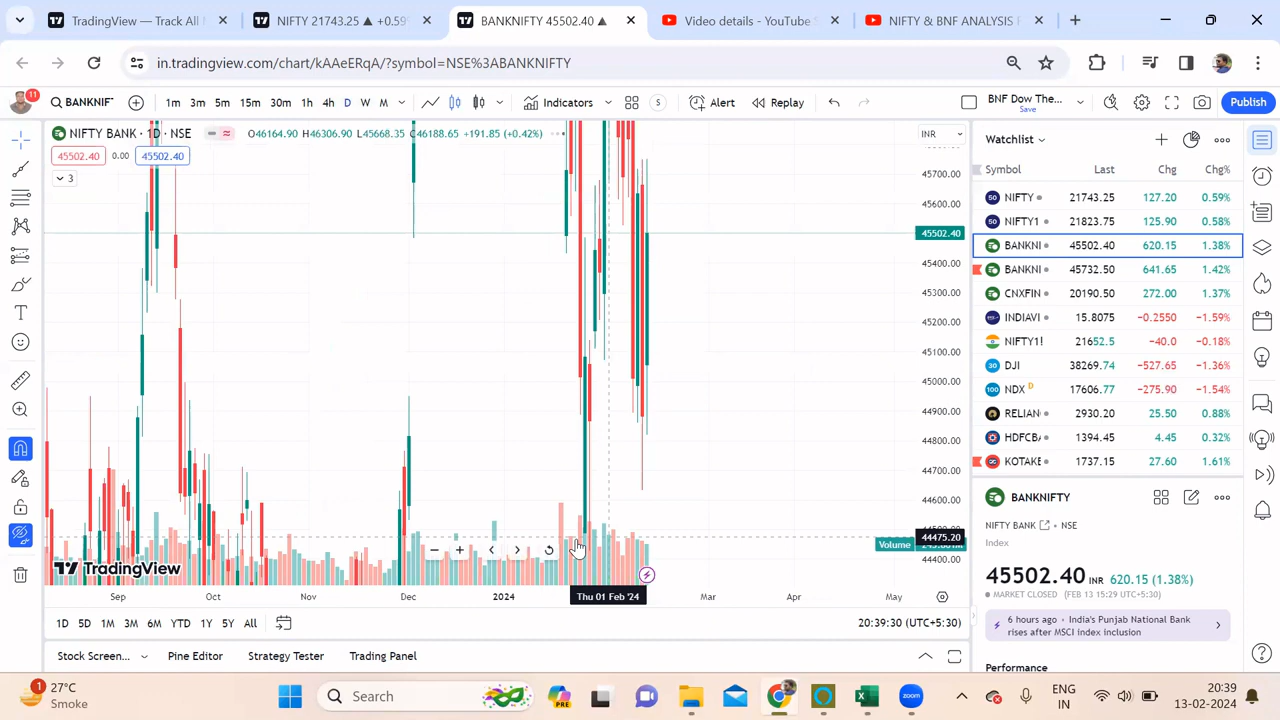 TradingView — Track All
NIFTY 21743.25 ▲ +0.59
BANKNIFTY 45502.40 ▲
Video details - YouTube S
NIFTY & BNF ANALYSIS
in.tradingview.com/chart/kAAeERqA/?symbol=NSE%3ABANKNIFTY
11
BANKNIF
1m 3m 5m 15m 30m 1h 4h D W M
Indicators
S
Alert
Replay
BNF Dow The...
Save
Publish
NIFTY BANK · 1D · NSE
O46164.90 H46306.90 L45668.35 C46188.65 +191.85 (+0.42%)
INR
45502.40 0.00 45502.40
3
45700.00
45600.00
45502.40
45400.00
45300.00
45200.00
45100.00
45000.00
44900.00
44800.00
44700.00
44600.00
44475.20
Volume
44400.00
TradingView
Sep Oct Nov Dec 2024 Thu 01 Feb '24 Mar Apr May
1D 5D 1M 3M 6M YTD 1Y 5Y All
20:39:30 (UTC+5:30)
Stock Screen... Pine Editor Strategy Tester Trading Panel
Watchlist
Symbol Last Chg Chg%
50 NIFTY 21743.25 127.20 0.59%
50 NIFTY1 21823.75 125.90 0.58%
BANKNI 45502.40 620.15 1.38%
BANKNI 45732.50 641.65 1.42%
CNXFIN 20190.50 272.00 1.37%
INDIAVI 15.8075 −0.2550 −1.59%
NIFTY1! 21652.5 −40.0 −0.18%
30 DJI 38269.74 −527.65 −1.36%
100 NDX D 17606.77 −275.90 −1.54%
RELIAN 2930.20 25.50 0.88%
HDFCBA 1394.45 4.45 0.32%
KOTAKE 1737.15 27.60 1.61%
BANKNIFTY
NIFTY BANK NSE
Index
45502.40 INR 620.15 (1.38%)
MARKET CLOSED (FEB 13 15:29 UTC+5:30)
6 hours ago · India's Punjab National Bank
rises after MSCI index inclusion
Performance
1
27°C
Smoke
Search
PRE
zoom
ENG
IN
20:39
13-02-2024